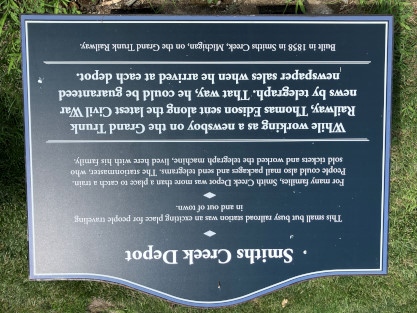 Smiths Creek Depot
This small but busy railroad station was an exciting place for people traveling
in and out of town.
For many families, Smith Creek Depot was more than a place to catch a train.
People could also mail packages and send telegrams. The stationmaster, who
sold tickets and worked the telegraph machine, lived here with his family.
While working as a newsboy on the Grand Trunk
Railway, Thomas Edison sent along the latest Civil War
news by telegraph. That way, he could be guaranteed
newspaper sales when he arrived at each depot.
Built in 1858 in Smiths Creek, Michigan, on the Grand Trunk Railway.